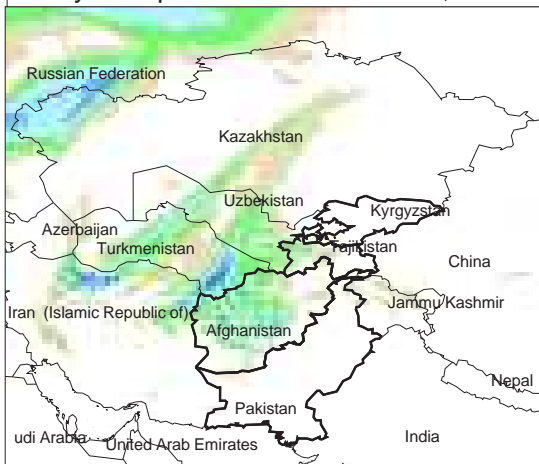 Russian Federation
Kazakhstan
Uzbekistan
Kyrgyzstan
Azerbaijan
Turkmenistan
Tajikistan
China
Jammu Kashmir
Iran (Islamic Republic of)
Afghanistan
Nepal
Pakistan
udi Arabia
United Arab Emirates
India